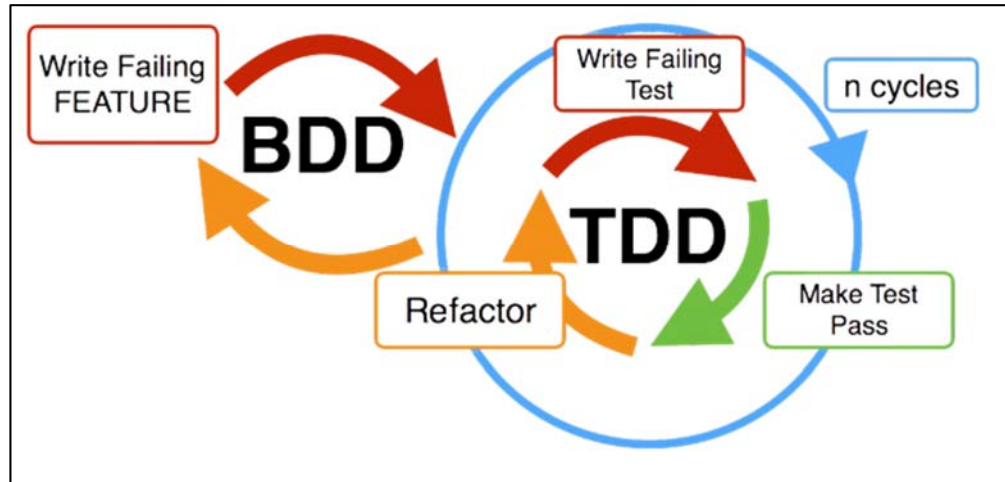 Write Failing
FEATURE
BDD
Write Failing
Test
n cycles
TDD
Refactor
Make Test
Pass